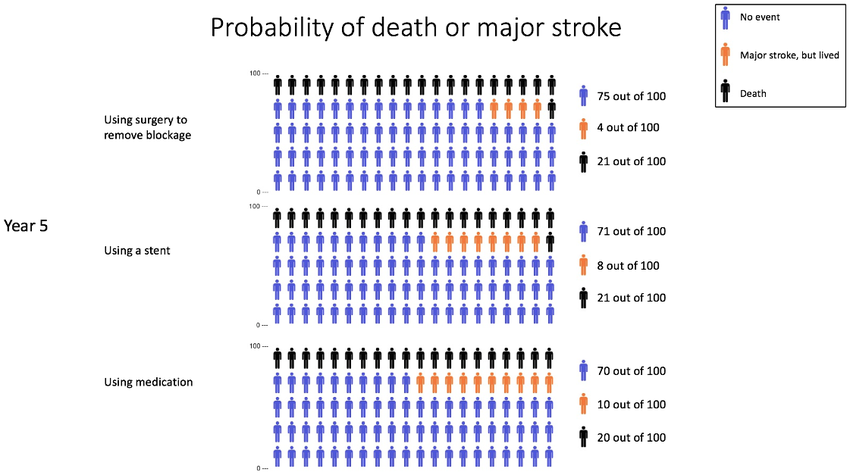 Probability of death or major stroke
No event
Major stroke, but lived
Death
Year 5
Using surgery to
remove blockage
100
0
75 out of 100
4 out of 100
21 out of 100
Using a stent
100
0
71 out of 100
8 out of 100
21 out of 100
Using medication
100
0
70 out of 100
10 out of 100
20 out of 100